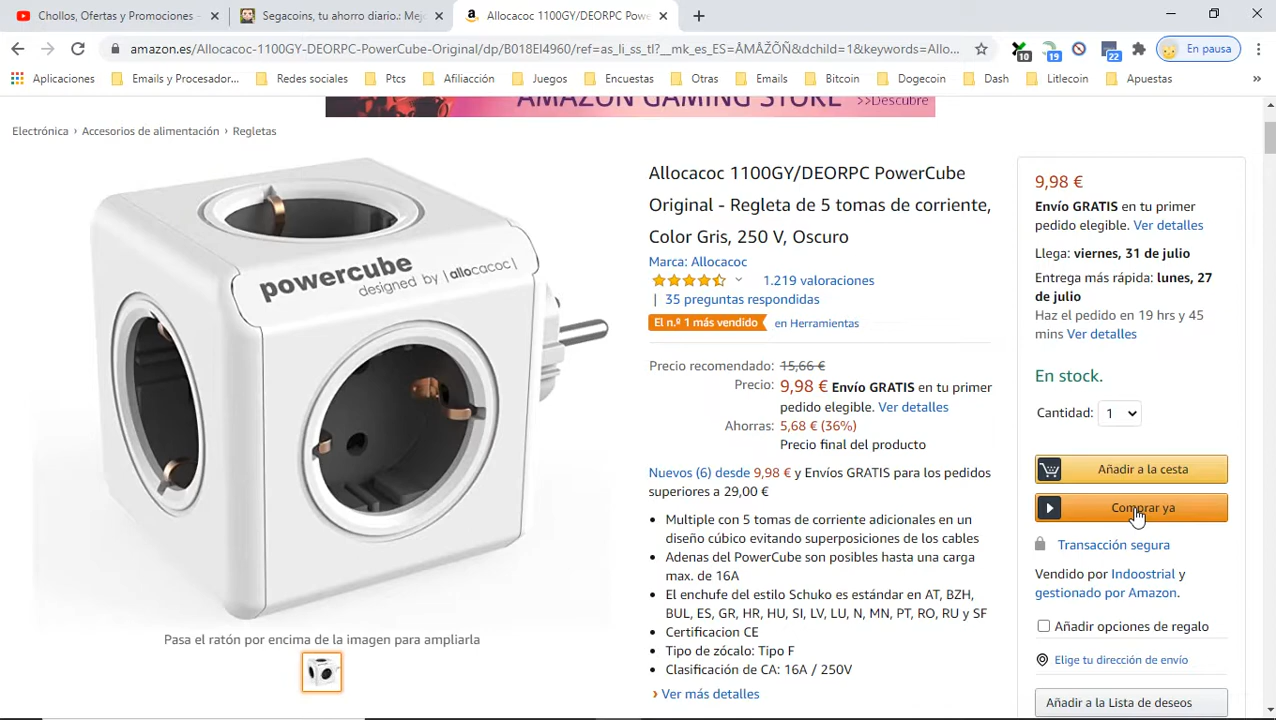 Chollos, Ofertas y Promociones -
Segacoins, tu ahorro diario.: Mejo
Allocacoc 1100GY/DEORPC Powe
amazon.es/Allocacoc-1100GY-DEORPC-PowerCube-Original/dp/B018EI4960/ref=as_li_ss_tl?__mk_es_ES=ÅMÅŽÕÑ&dchild=1&keywords=Allo...
10
19
22
En pausa
Aplicaciones
Emails y Procesador...
Redes sociales
Ptcs
Afiliacción
Juegos
Encuestas
Otras
Emails
Bitcoin
Dogecoin
Dash
Litlecoin
Apuestas
AMAZON GAMING STORE >>Descubre
Electrónica › Accesorios de alimentación › Regletas
powercube
designed by |allocacoc|
Pasa el ratón por encima de la imagen para ampliarla
Allocacoc 1100GY/DEORPC PowerCube
Original - Regleta de 5 tomas de corriente,
Color Gris, 250 V, Oscuro
Marca: Allocacoc
1.219 valoraciones
| 35 preguntas respondidas
El n.º 1 más vendido en Herramientas
Precio recomendado: 15,66 €
Precio: 9,98 € Envío GRATIS en tu primer
pedido elegible. Ver detalles
Ahorras: 5,68 € (36%)
Precio final del producto
Nuevos (6) desde 9,98 € y Envíos GRATIS para los pedidos
superiores a 29,00 €
• Multiple con 5 tomas de corriente adicionales en un
diseño cúbico evitando superposiciones de los cables
• Adenas del PowerCube son posibles hasta una carga
max. de 16A
• El enchufe del estilo Schuko es estándar en AT, BZH,
BUL, ES, GR, HR, HU, SI, LV, LU, N, MN, PT, RO, RU y SF
• Certificacion CE
• Tipo de zócalo: Tipo F
• Clasificación de CA: 16A / 250V
› Ver más detalles
9,98 €
Envío GRATIS en tu primer
pedido elegible. Ver detalles
Llega: viernes, 31 de julio
Entrega más rápida: lunes, 27
de julio
Haz el pedido en 19 hrs y 45
mins Ver detalles
En stock.
Cantidad: 1
Añadir a la cesta
Comprar ya
Transacción segura
Vendido por Indoostrial y
gestionado por Amazon.
Añadir opciones de regalo
Elige tu dirección de envío
Añadir a la Lista de deseos